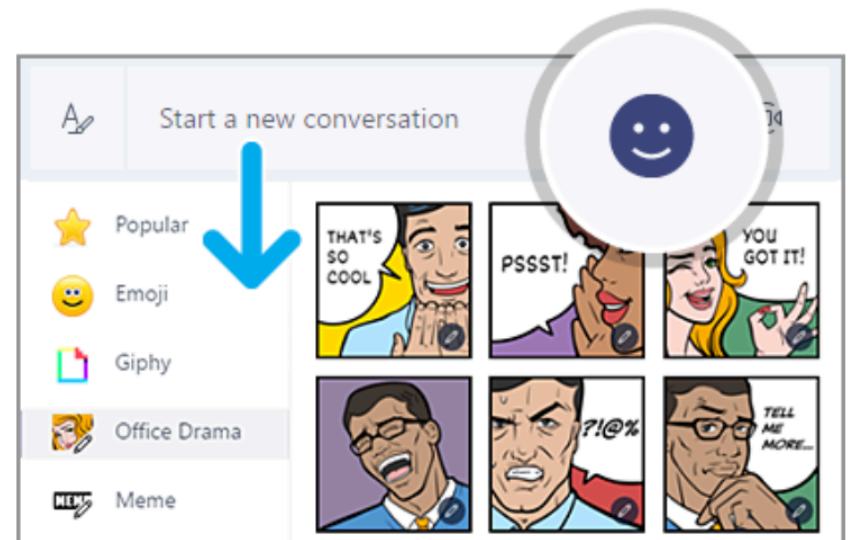 Start a new conversation
Popular
Emoji
Giphy
Office Drama
Meme
THAT'S
SO
COOL
PSSST!
YOU
GOT IT!
?!@%
TELL
ME
MORE...
MEME